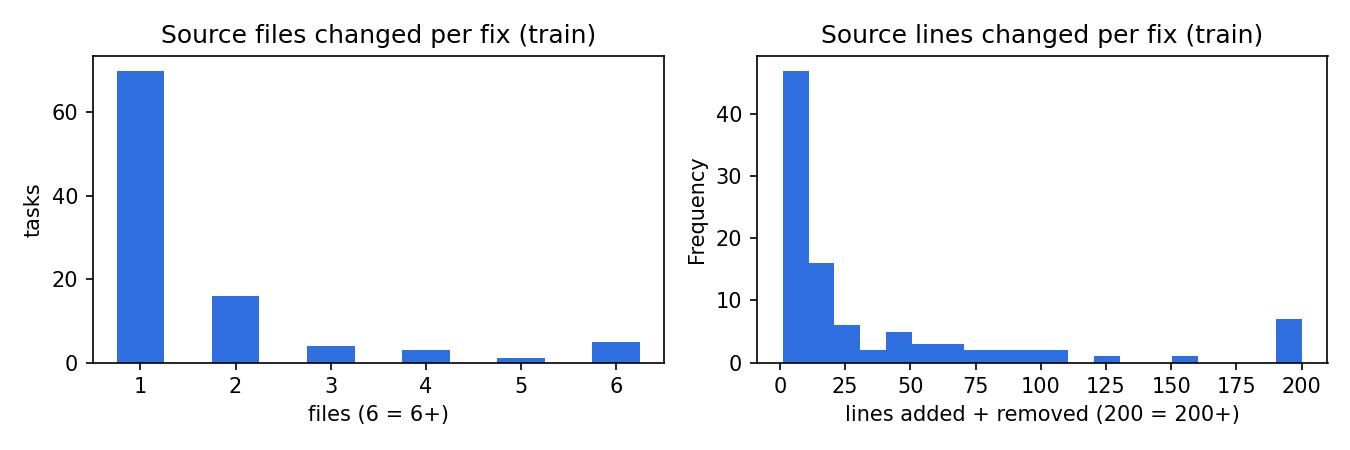 Source files changed per fix (train)
tasks
60
40
20
0
1 2 3 4 5 6
files (6 = 6+)
Source lines changed per fix (train)
Frequency
40
30
20
10
0
0 25 50 75 100 125 150 175 200
lines added + removed (200 = 200+)